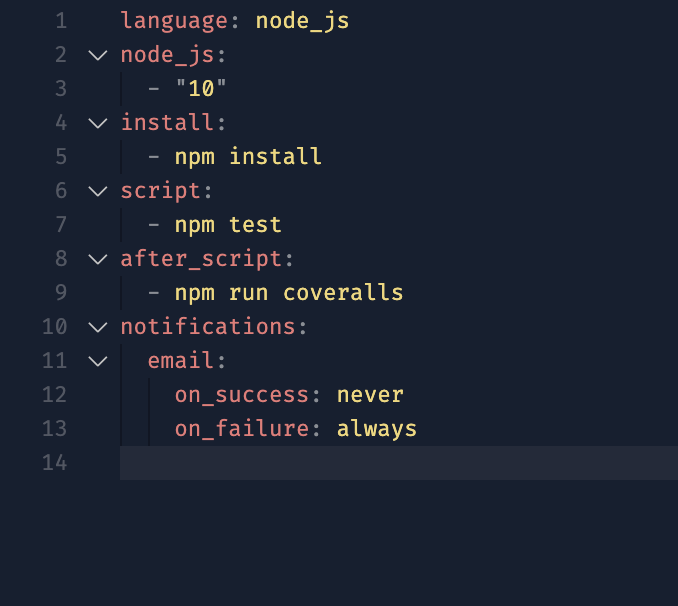 1 language: node_js
2 node_js:
3   - "10"
4 install:
5   - npm install
6 script:
7   - npm test
8 after_script:
9   - npm run coveralls
10 notifications:
11   email:
12     on_success: never
13     on_failure: always
14